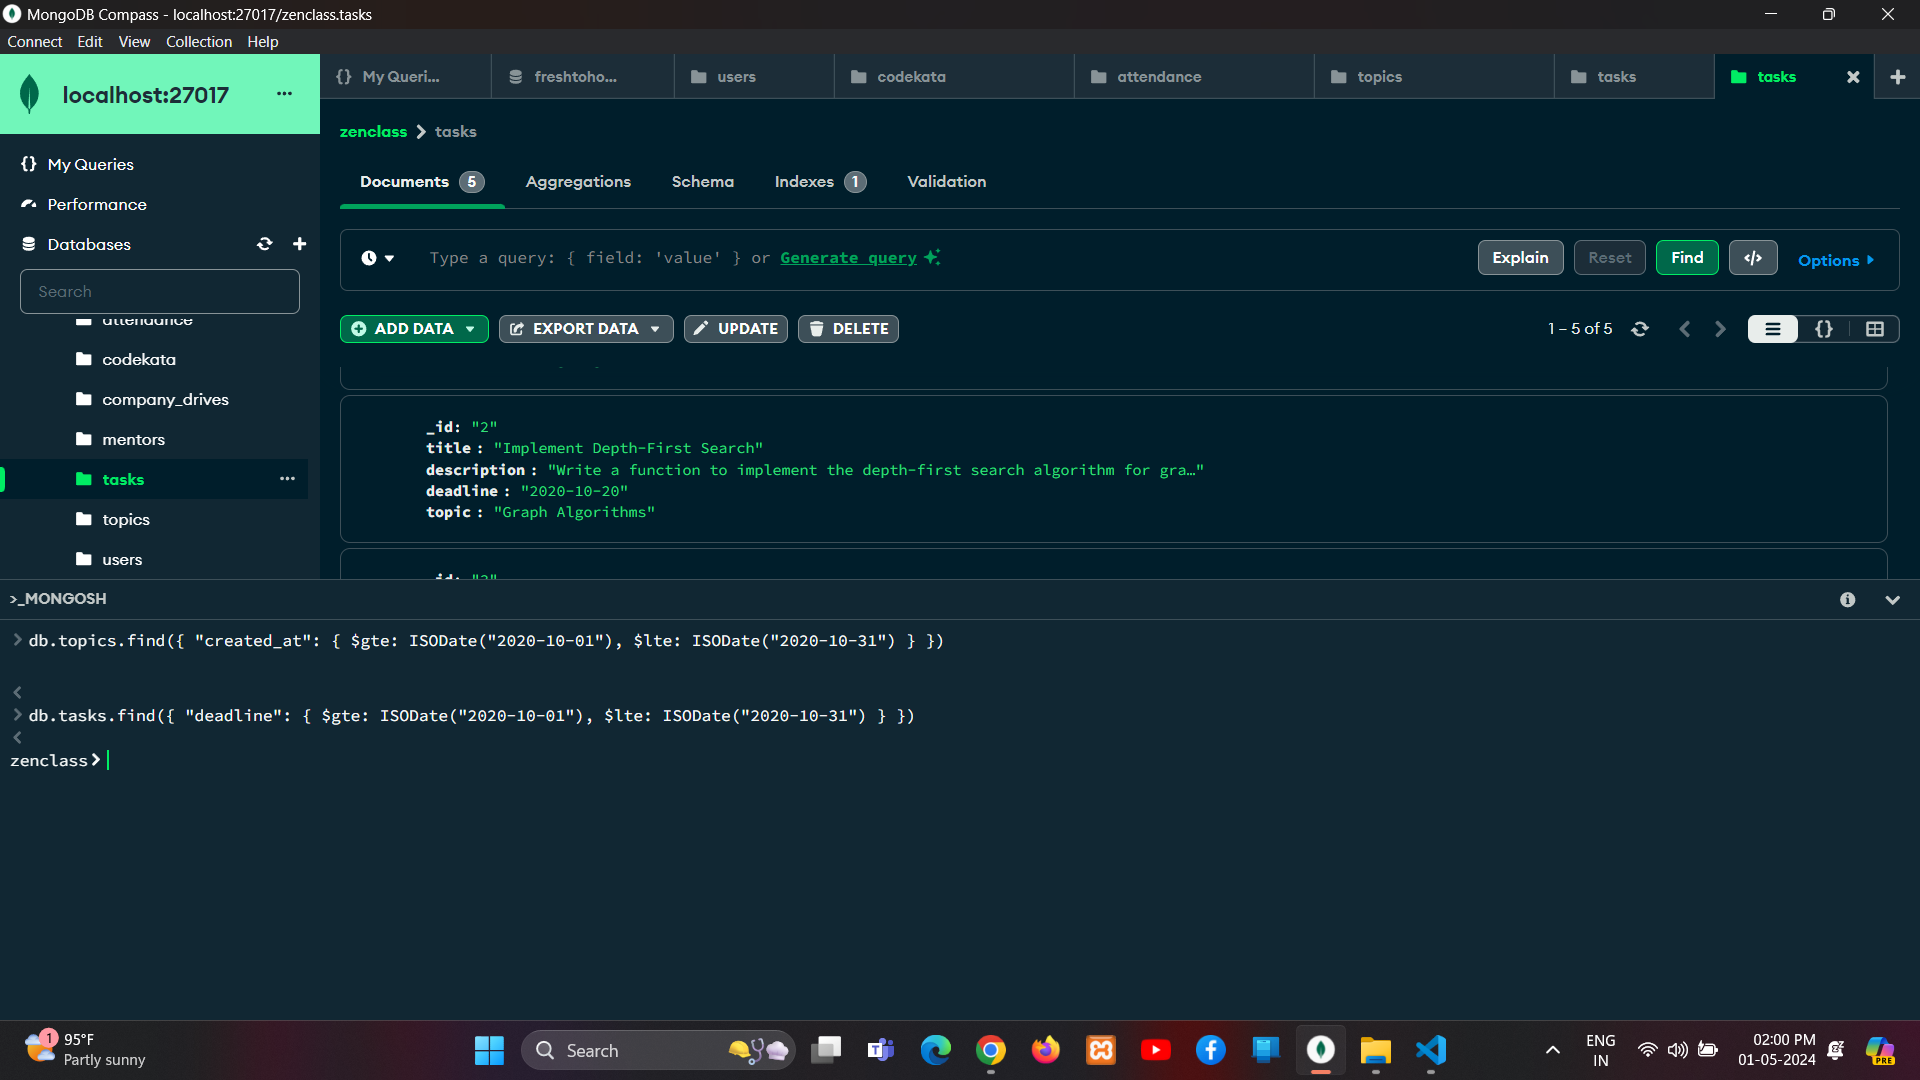 MongoDB Compass - localhost:27017/zenclass.tasks
Connect Edit View Collection Help
localhost:27017
My Queri...
freshtoho...
users
codekata
attendance
topics
tasks
tasks
zenclass > tasks
My Queries
Performance
Databases
Search
attendance
codekata
company_drives
mentors
tasks
topics
users
Documents 5
Aggregations
Schema
Indexes 1
Validation
Type a query: { field: 'value' } or Generate query
Explain
Reset
Find
</>
Options
ADD DATA
EXPORT DATA
UPDATE
DELETE
1 – 5 of 5
{}
_id: "2"
title : "Implement Depth-First Search"
description : "Write a function to implement the depth-first search algorithm for gra…"
deadline : "2020-10-20"
topic : "Graph Algorithms"
_id: "3"
>_MONGOSH
> db.topics.find({ "created_at": { $gte: ISODate("2020-10-01"), $lte: ISODate("2020-10-31") } })
<
> db.tasks.find({ "deadline": { $gte: ISODate("2020-10-01"), $lte: ISODate("2020-10-31") } })
<
zenclass>
1
95°F
Partly sunny
Search
ENG
IN
02:00 PM
01-05-2024
PRE